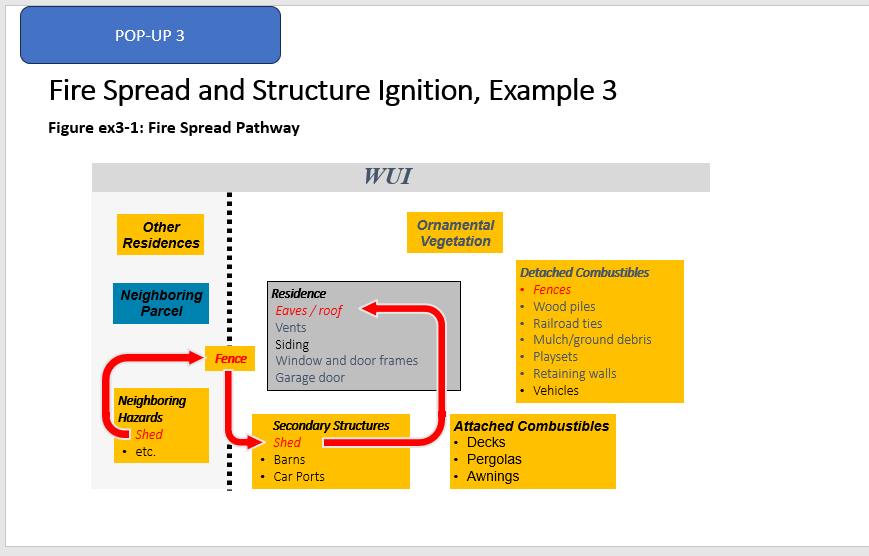 POP-UP 3
Fire Spread and Structure Ignition, Example 3
Figure ex3-1: Fire Spread Pathway
WUI
Other
Residences
Neighboring
Parcel
Fence
Neighboring
Hazards
Shed
• etc.
Ornamental
Vegetation
Residence
Eaves / roof
Vents
Siding
Window and door frames
Garage door
Detached Combustibles
• Fences
• Wood piles
• Railroad ties
• Mulch/ground debris
• Playsets
• Retaining walls
• Vehicles
Secondary Structures
Shed
• Barns
• Car Ports
Attached Combustibles
• Decks
• Pergolas
• Awnings